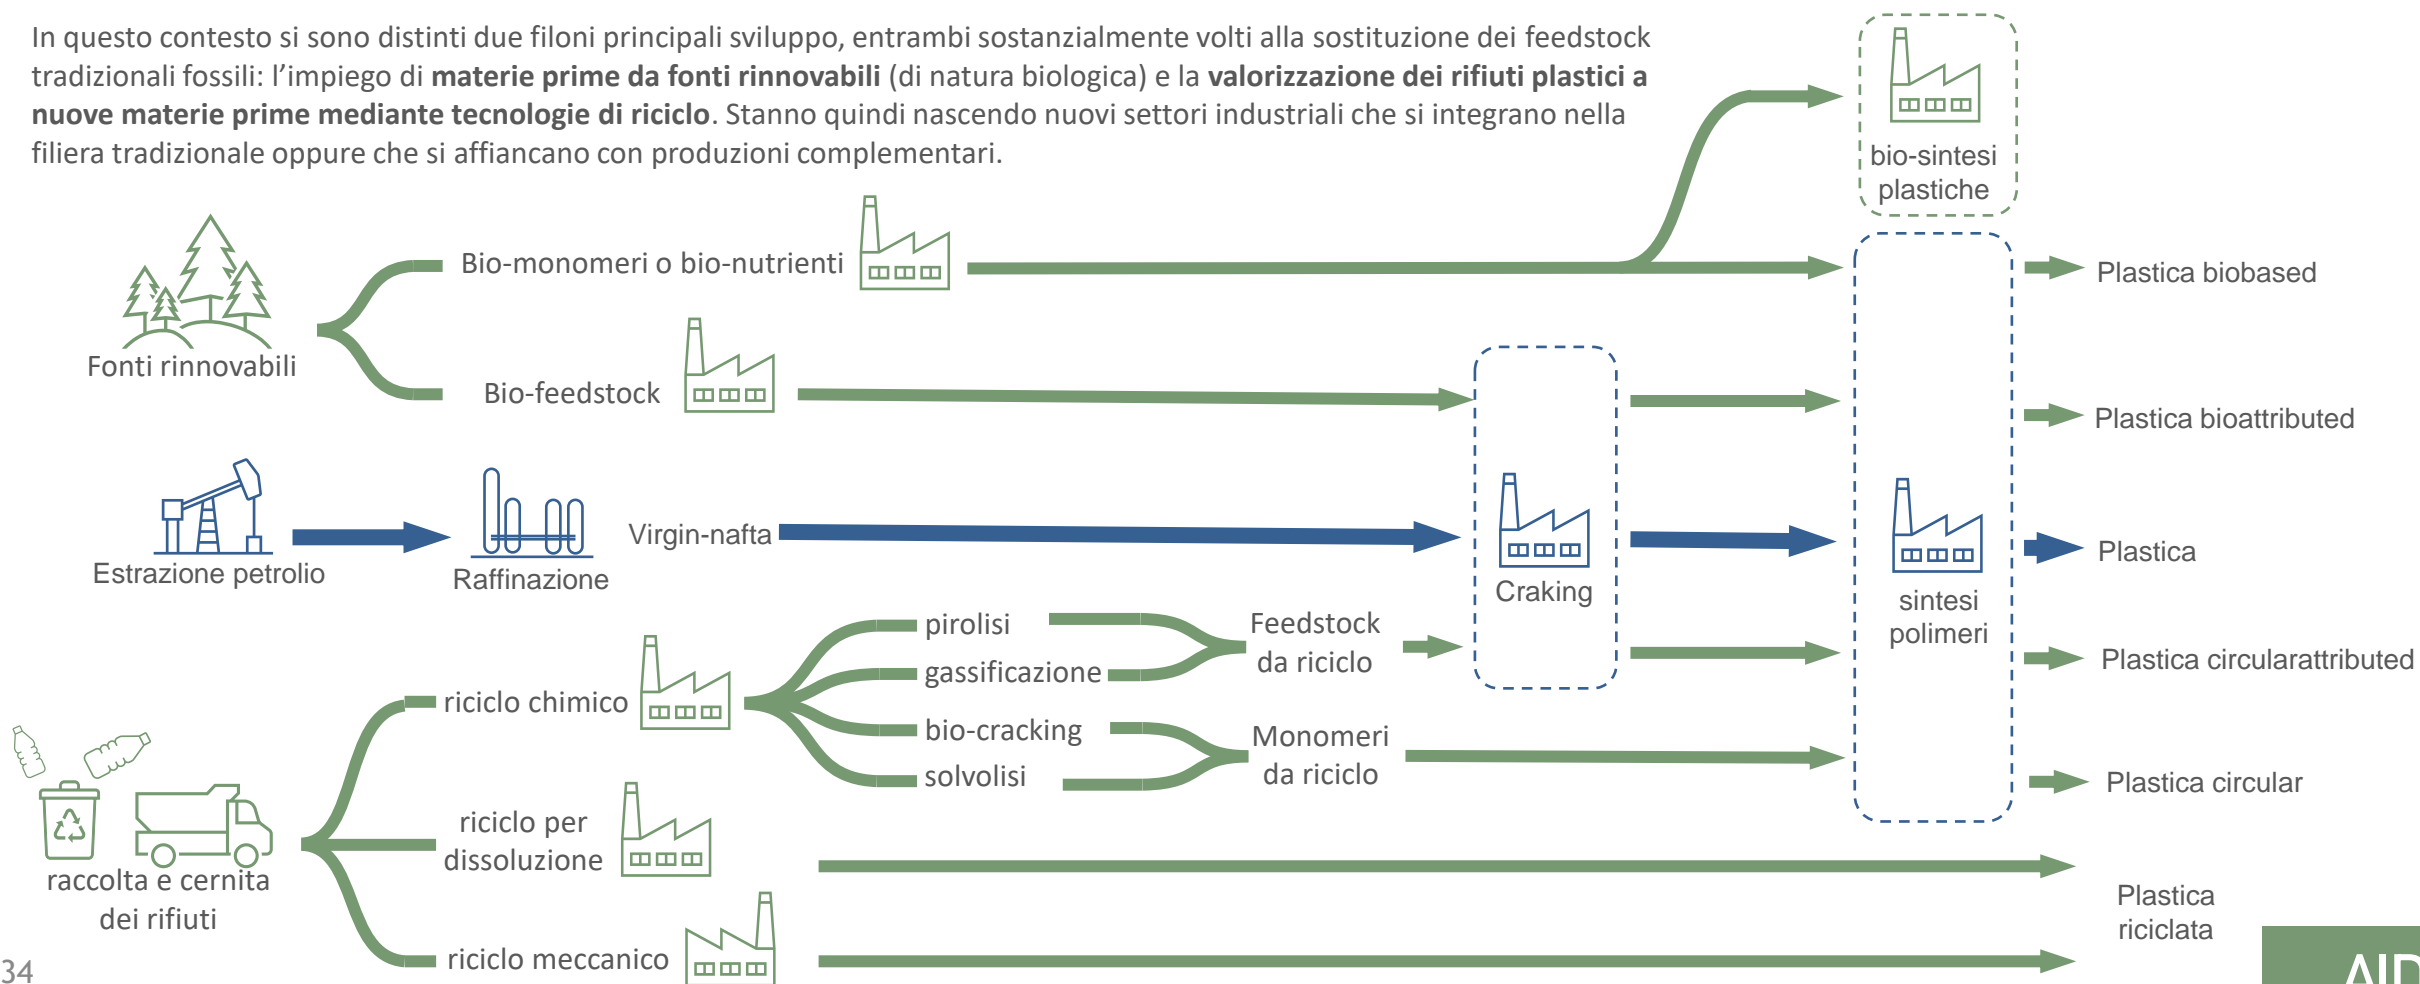 In questo contesto si sono distinti due filoni principali sviluppo, entrambi sostanzialmente volti alla sostituzione dei feedstock
tradizionali fossili: l'impiego di materie prime da fonti rinnovabili (di natura biologica) e la valorizzazione dei rifiuti plastici a
nuove materie prime mediante tecnologie di riciclo. Stanno quindi nascendo nuovi settori industriali che si integrano nella
filiera tradizionale oppure che si affiancano con produzioni complementari.
bio-sintesi
plastiche
Bio-monomeri o bio-nutrienti
Plastica biobased
Fonti rinnovabili
Bio-feedstock
Plastica bioattributed
Estrazione petrolio
Raffinazione
Virgin-nafta
Craking
sintesi
polimeri
Plastica
pirolisi
gassificazione
Feedstock
da riciclo
Plastica circularattributed
riciclo chimico
bio-cracking
solvolisi
Monomeri
da riciclo
Plastica circular
raccolta e cernita
dei rifiuti
riciclo per
dissoluzione
riciclo meccanico
Plastica
riciclata
34